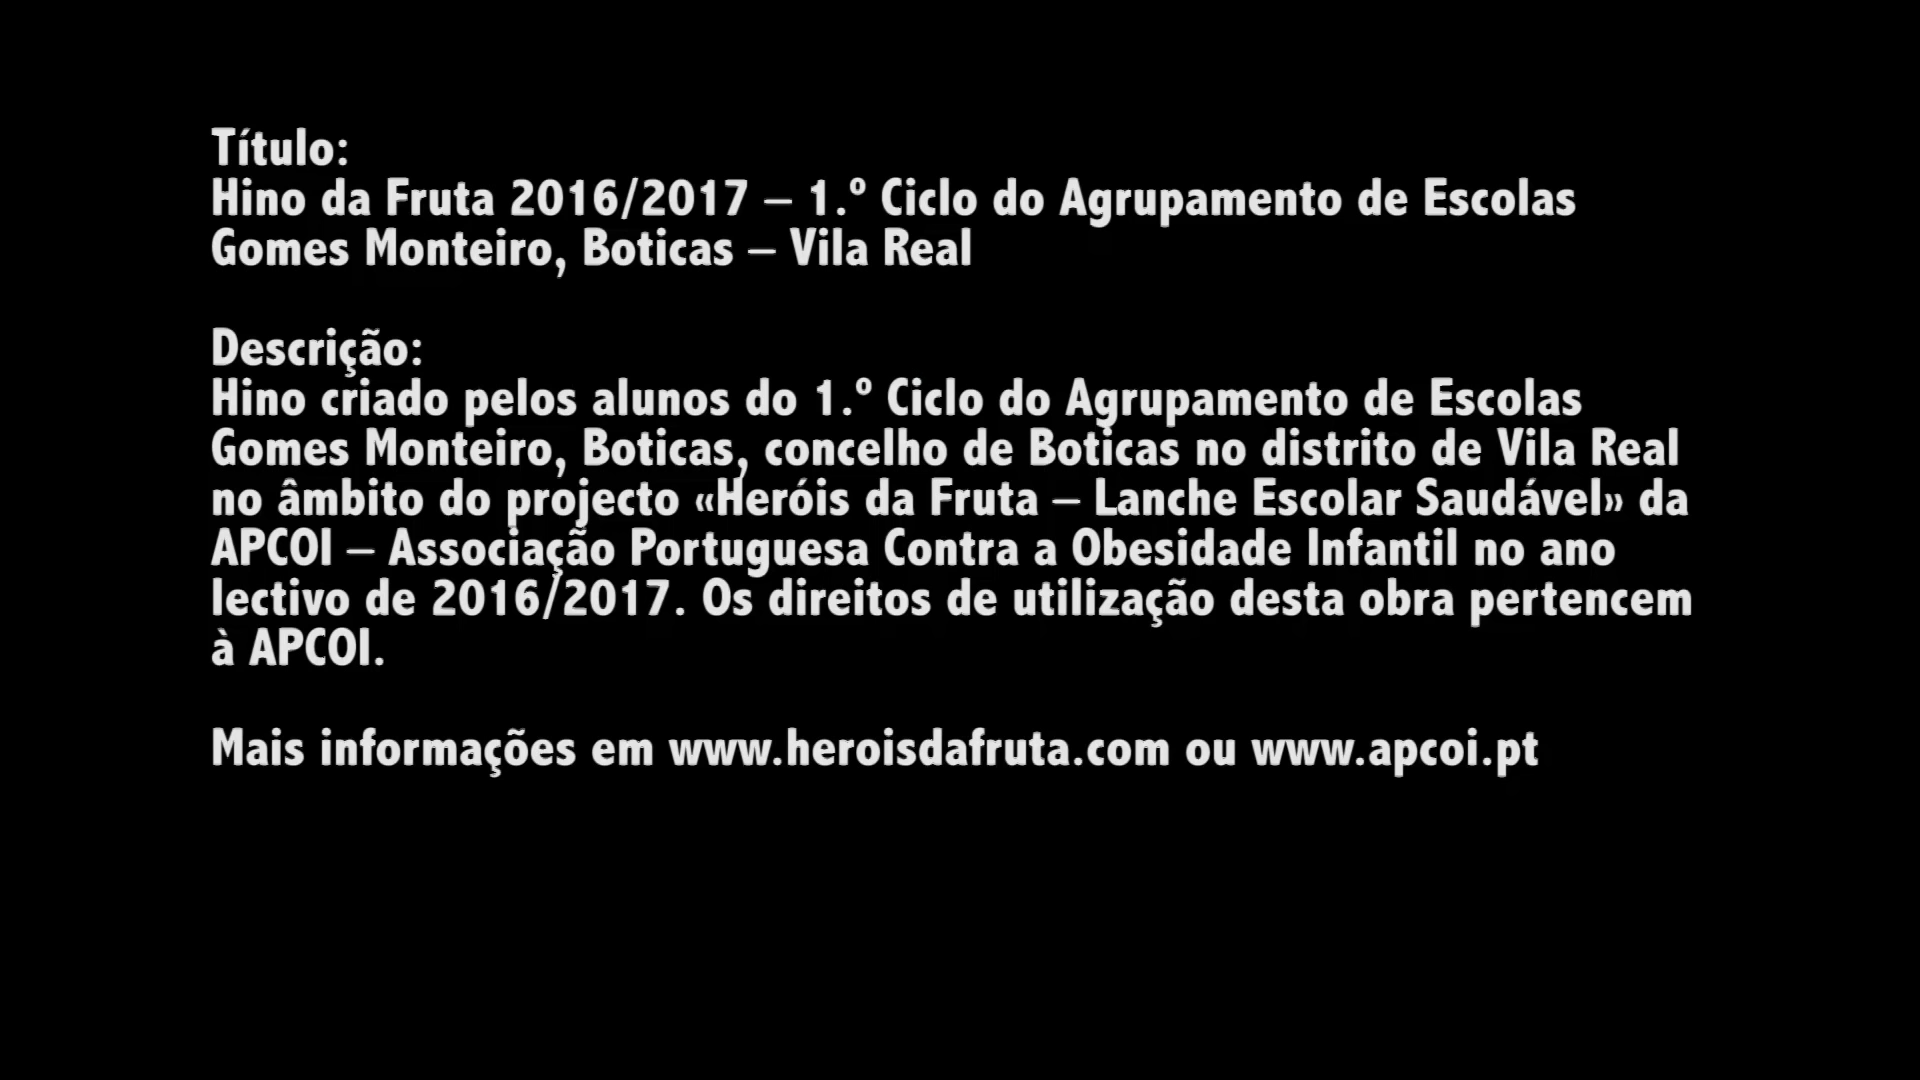 Título:
Hino da Fruta 2016/2017 – 1.º Ciclo do Agrupamento de Escolas
Gomes Monteiro, Boticas – Vila Real
Descrição:
Hino criado pelos alunos do 1.º Ciclo do Agrupamento de Escolas
Gomes Monteiro, Boticas, concelho de Boticas no distrito de Vila Real
no âmbito do projecto «Heróis da Fruta – Lanche Escolar Saudável» da
APCOI – Associação Portuguesa Contra a Obesidade Infantil no ano
lectivo de 2016/2017. Os direitos de utilização desta obra pertencem
à APCOI.
Mais informações em www.heroisdafruta.com ou www.apcoi.pt